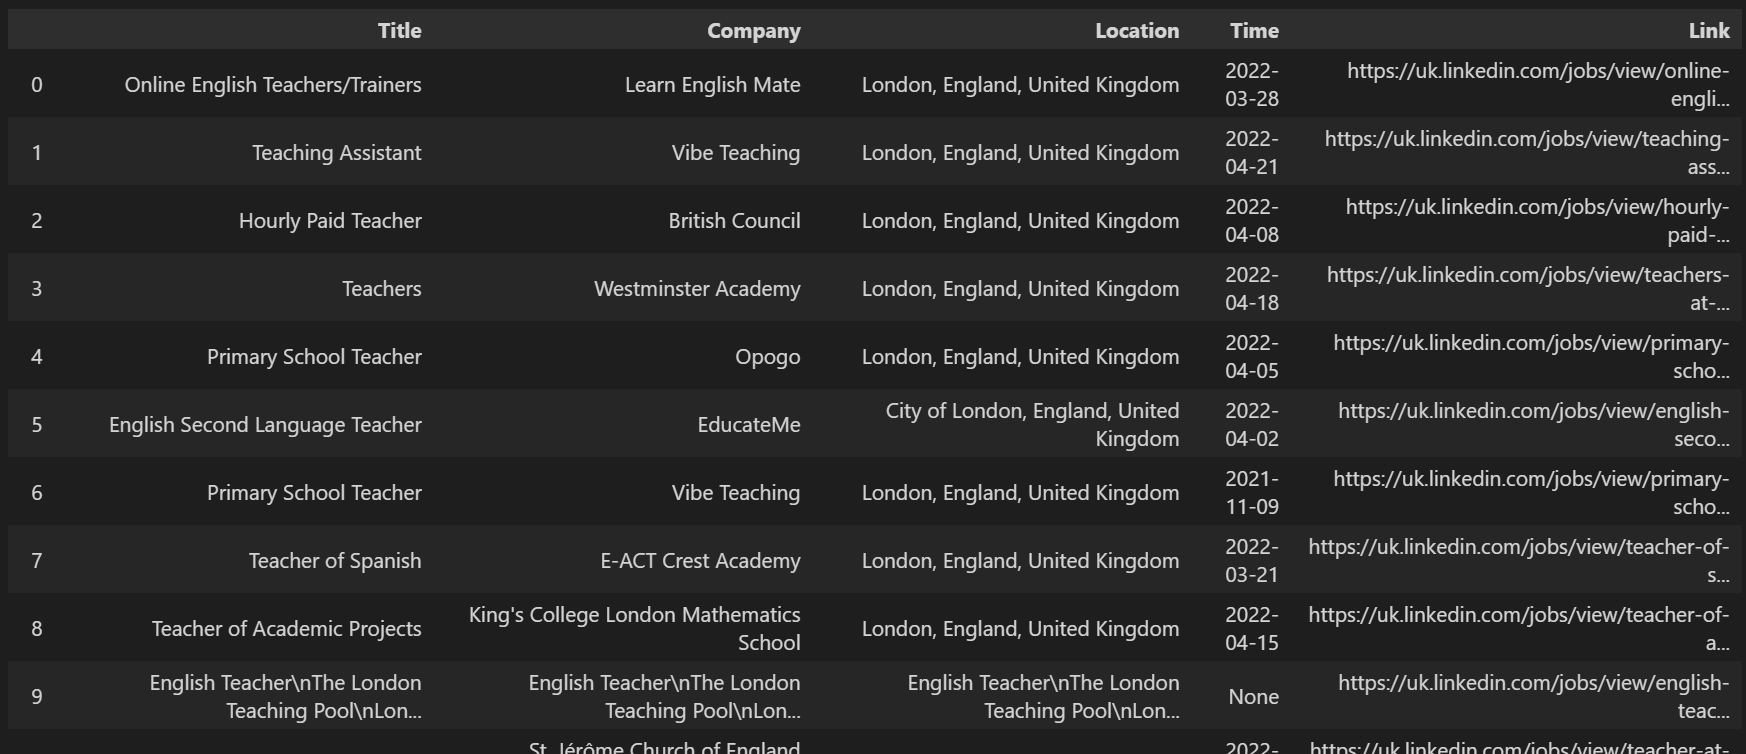 Title Company Location Time Link
0 Online English Teachers/Trainers Learn English Mate London, England, United Kingdom 2022- https://uk.linkedin.com/jobs/view/online-
03-28 engli...
1 Teaching Assistant Vibe Teaching London, England, United Kingdom 2022- https://uk.linkedin.com/jobs/view/teaching-
04-21 ass...
2 Hourly Paid Teacher British Council London, England, United Kingdom 2022- https://uk.linkedin.com/jobs/view/hourly-
04-08 paid-...
3 Teachers Westminster Academy London, England, United Kingdom 2022- https://uk.linkedin.com/jobs/view/teachers-
04-18 at-...
4 Primary School Teacher Opogo London, England, United Kingdom 2022- https://uk.linkedin.com/jobs/view/primary-
04-05 scho...
5 English Second Language Teacher EducateMe City of London, England, United 2022- https://uk.linkedin.com/jobs/view/english-
Kingdom 04-02 seco...
6 Primary School Teacher Vibe Teaching London, England, United Kingdom 2021- https://uk.linkedin.com/jobs/view/primary-
11-09 scho...
7 Teacher of Spanish E-ACT Crest Academy London, England, United Kingdom 2022- https://uk.linkedin.com/jobs/view/teacher-of-
03-21 s...
8 Teacher of Academic Projects King's College London Mathematics London, England, United Kingdom 2022- https://uk.linkedin.com/jobs/view/teacher-of-
School 04-15 a...
9 English Teacher\nThe London English Teacher\nThe London English Teacher\nThe London None https://uk.linkedin.com/jobs/view/english-
Teaching Pool\nLon... Teaching Pool\nLon... Teaching Pool\nLon... teac...
St. Jérôme Church of England 2022- https://uk.linkedin.com/jobs/view/teacher-at-